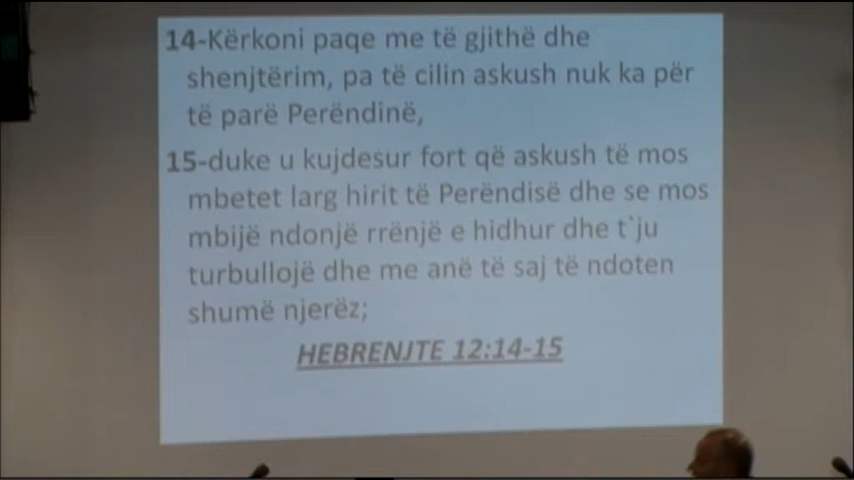 14-Kërkoni paqe me të gjithë dhe
shenjtërim, pa të cilin askush nuk ka për
të parë Perëndinë,
15-duke u kujdesur fort që askush të mos
mbetet larg hirit të Perëndisë dhe se mos
mbijë ndonjë rrënjë e hidhur dhe t`ju
turbullojë dhe me anë të saj të ndoten
shumë njerëz;
HEBRENJTE 12:14-15